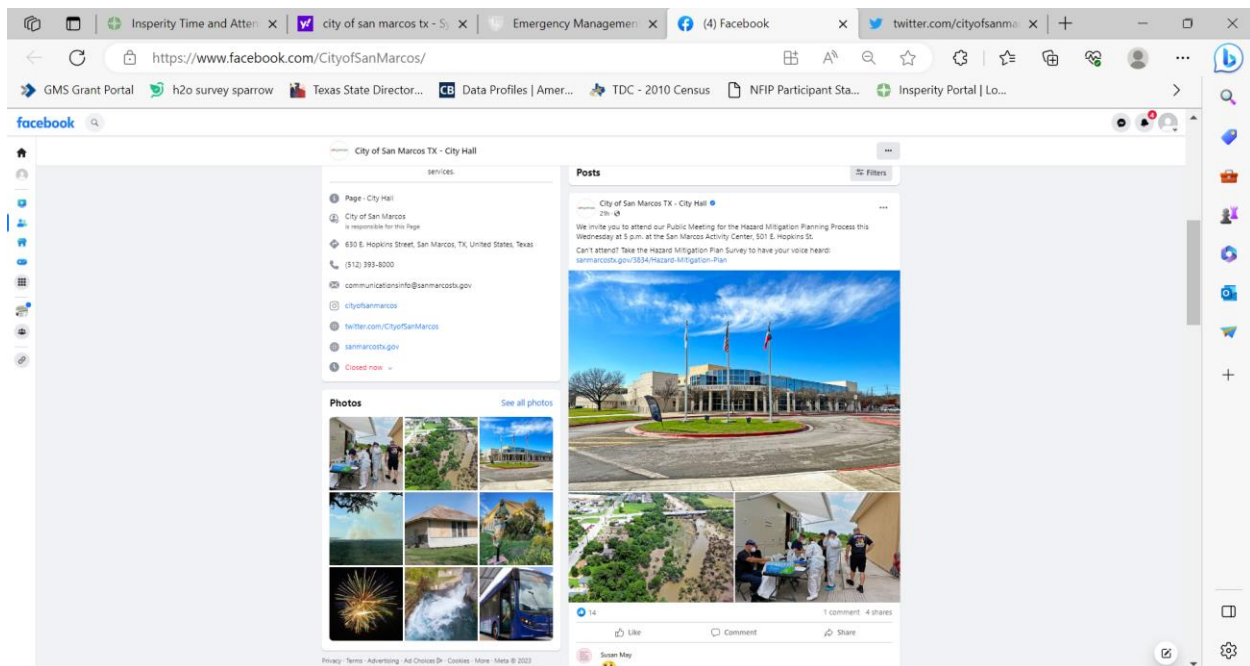 Insperity Time and Atten
city of san marcos tx - Sy
Emergency Managemen
(4) Facebook
twitter.com/cityofsanma
https://www.facebook.com/CityofSanMarcos/
GMS Grant Portal
h2o survey sparrow
Texas State Director...
CB Data Profiles | Amer...
TDC - 2010 Census
NFIP Participant Sta...
Insperity Portal | Lo...
facebook
4
City of San Marcos TX - City Hall
services.
Page · City Hall
City of San Marcos
is responsible for this Page
630 E. Hopkins Street, San Marcos, TX, United States, Texas
(512) 393-8000
communicationsinfo@sanmarcostx.gov
cityofsanmarcos
twitter.com/CityofSanMarcos
sanmarcostx.gov
Closed now
Photos
See all photos
Privacy · Terms · Advertising · Ad Choices · Cookies · More · Meta © 2023
Posts
Filters
City of San Marcos TX - City Hall
21h
We invite you to attend our Public Meeting for the Hazard Mitigation Planning Process this
Wednesday at 5 p.m. at the San Marcos Activity Center, 501 E. Hopkins St.
Can't attend? Take the Hazard Mitigation Plan Survey to have your voice heard:
sanmarcostx.gov/3834/Hazard-Mitigation-Plan
14
1 comment 4 shares
Like
Comment
Share
Susan May